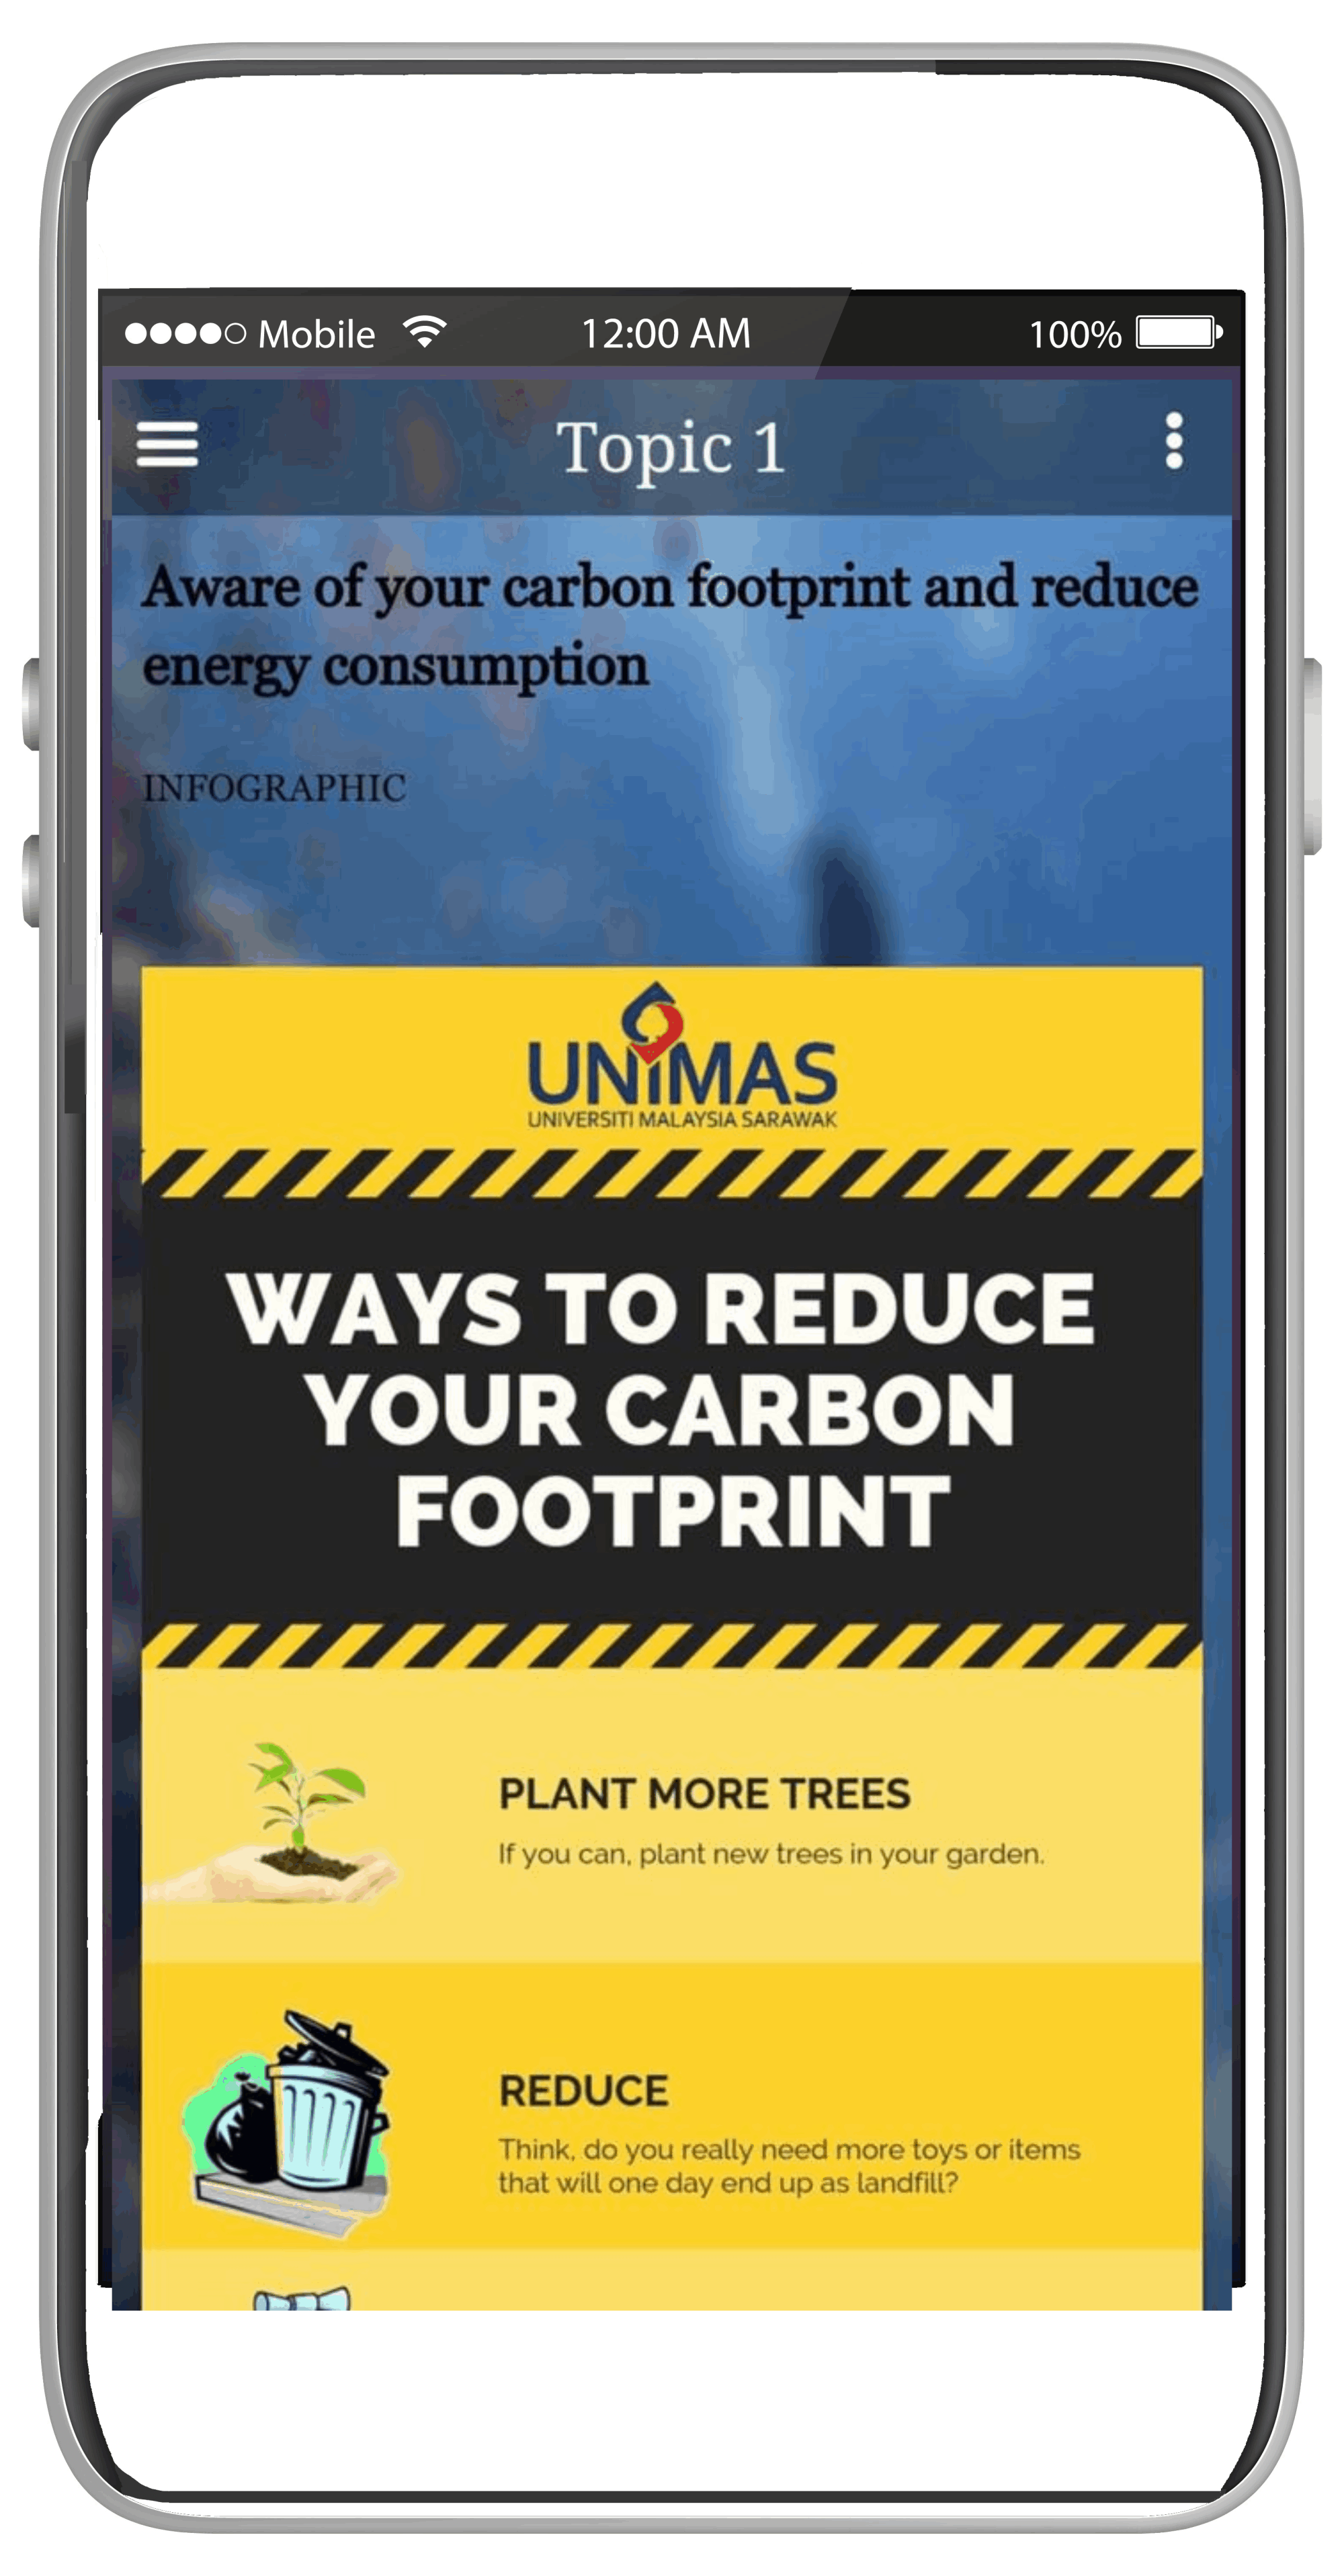 Mobile 12:00 AM 100%
Topic 1
Aware of your carbon footprint and reduce
energy consumption
INFOGRAPHIC
UNIMAS
UNIVERSITI MALAYSIA SARAWAK
WAYS TO REDUCE
YOUR CARBON
FOOTPRINT
PLANT MORE TREES
If you can, plant new trees in your garden.
REDUCE
Think, do you really need more toys or items
that will one day end up as landfill?